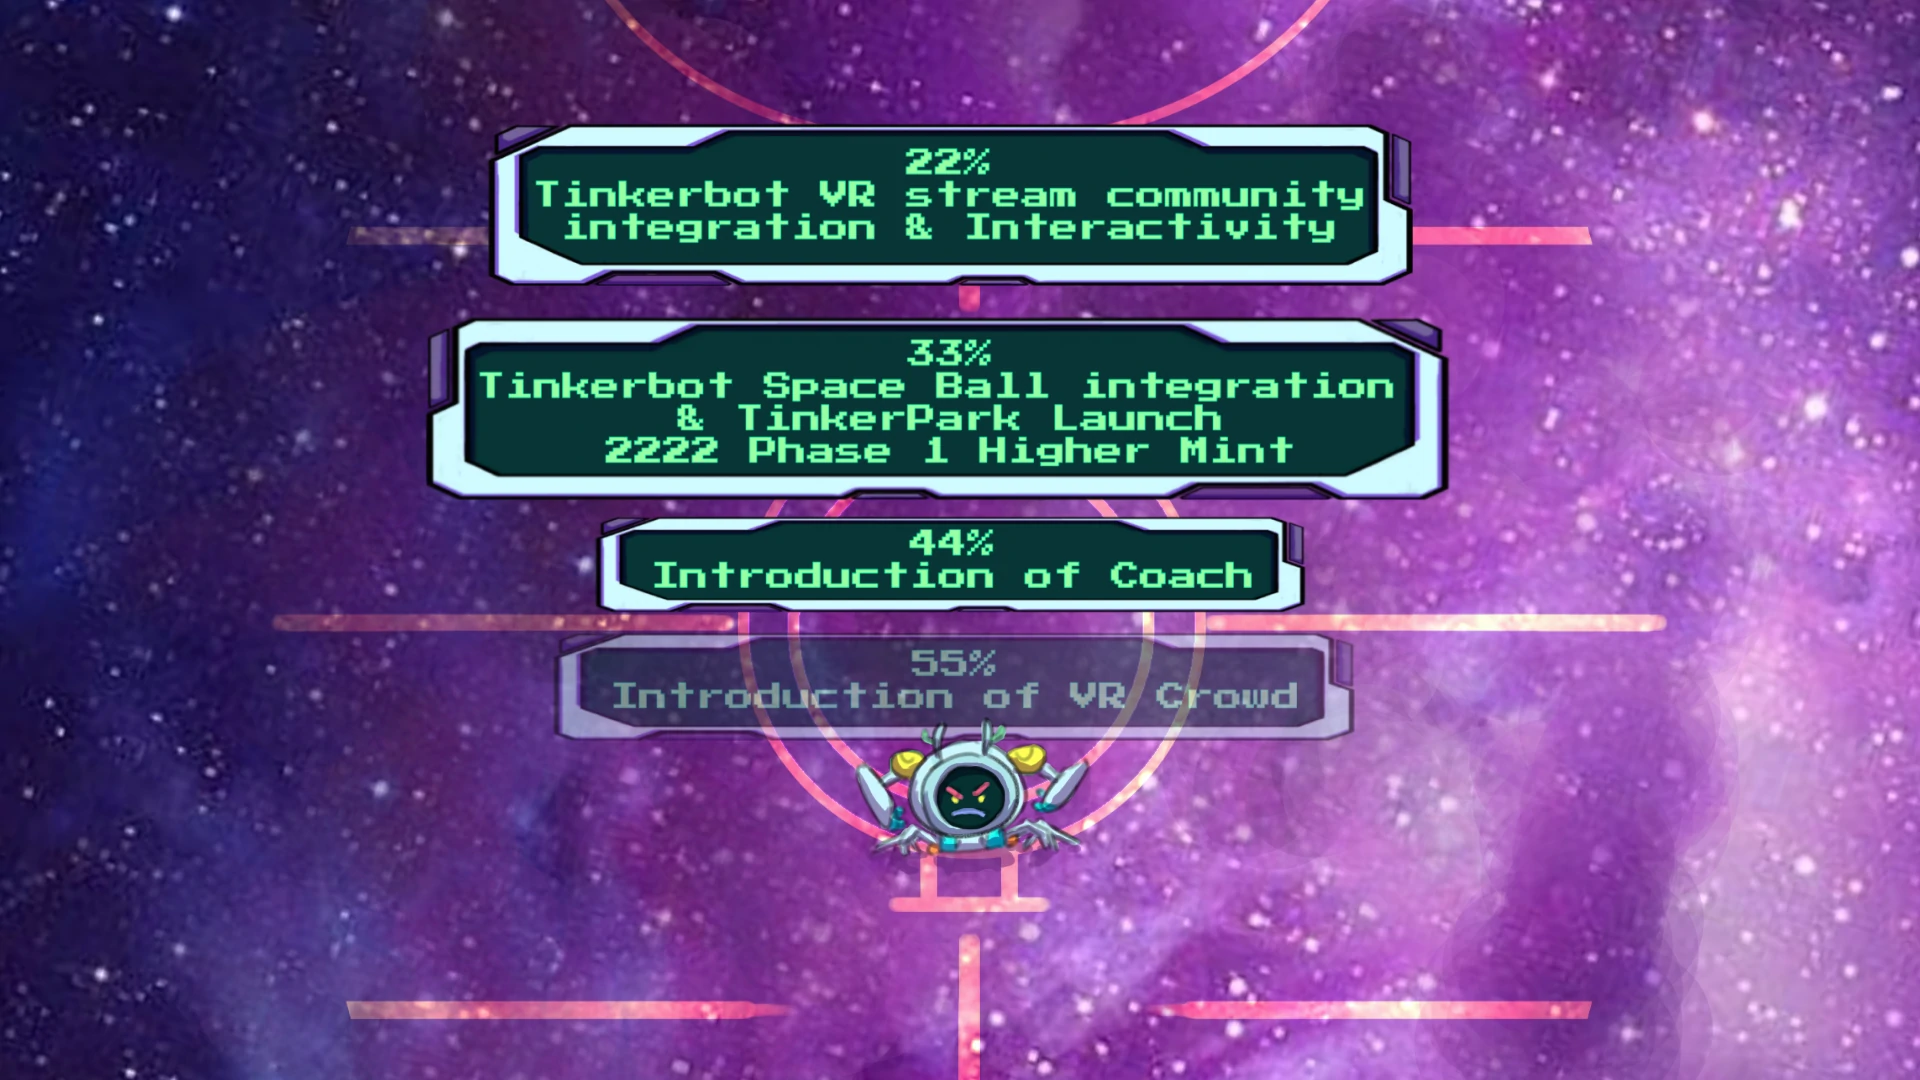 22%
Tinkerbot VR stream community
integration & Interactivity
33%
Tinkerbot Space Ball integration
& TinkerPark Launch
2222 Phase 1 Higher Mint
44%
Introduction of Coach
55%
Introduction of VR Crowd